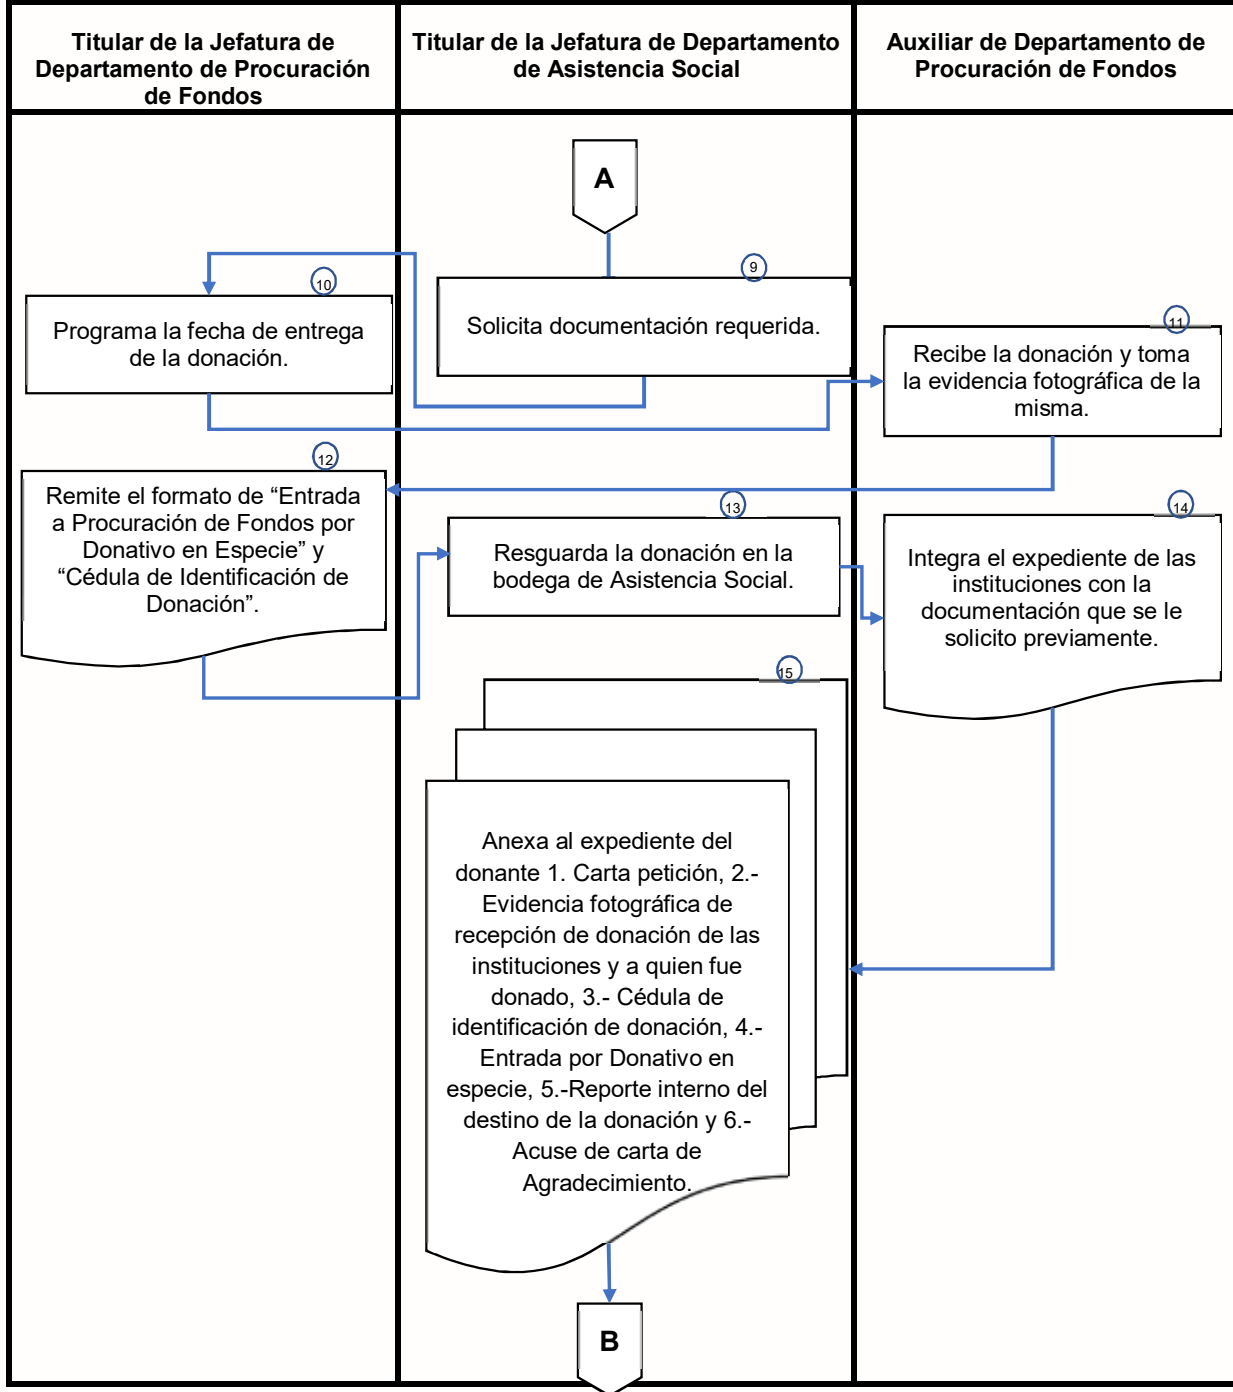 Titular de la Jefatura de
Departamento de Procuración
de Fondos
Titular de la Jefatura de Departamento
de Asistencia Social
Auxiliar de Departamento de
Procuración de Fondos
A
9
Solicita documentación requerida.
10
Programa la fecha de entrega
de la donación.
11
Recibe la donación y toma
la evidencia fotográfica de la
misma.
12
Remite el formato de “Entrada
a Procuración de Fondos por
Donativo en Especie” y
“Cédula de Identificación de
Donación”.
13
Resguarda la donación en la
bodega de Asistencia Social.
14
Integra el expediente de las
instituciones con la
documentación que se le
solicito previamente.
15
Anexa al expediente del
donante 1. Carta petición, 2.-
Evidencia fotográfica de
recepción de donación de las
instituciones y a quien fue
donado, 3.- Cédula de
identificación de donación, 4.-
Entrada por Donativo en
especie, 5.-Reporte interno del
destino de la donación y 6.-
Acuse de carta de
Agradecimiento.
B